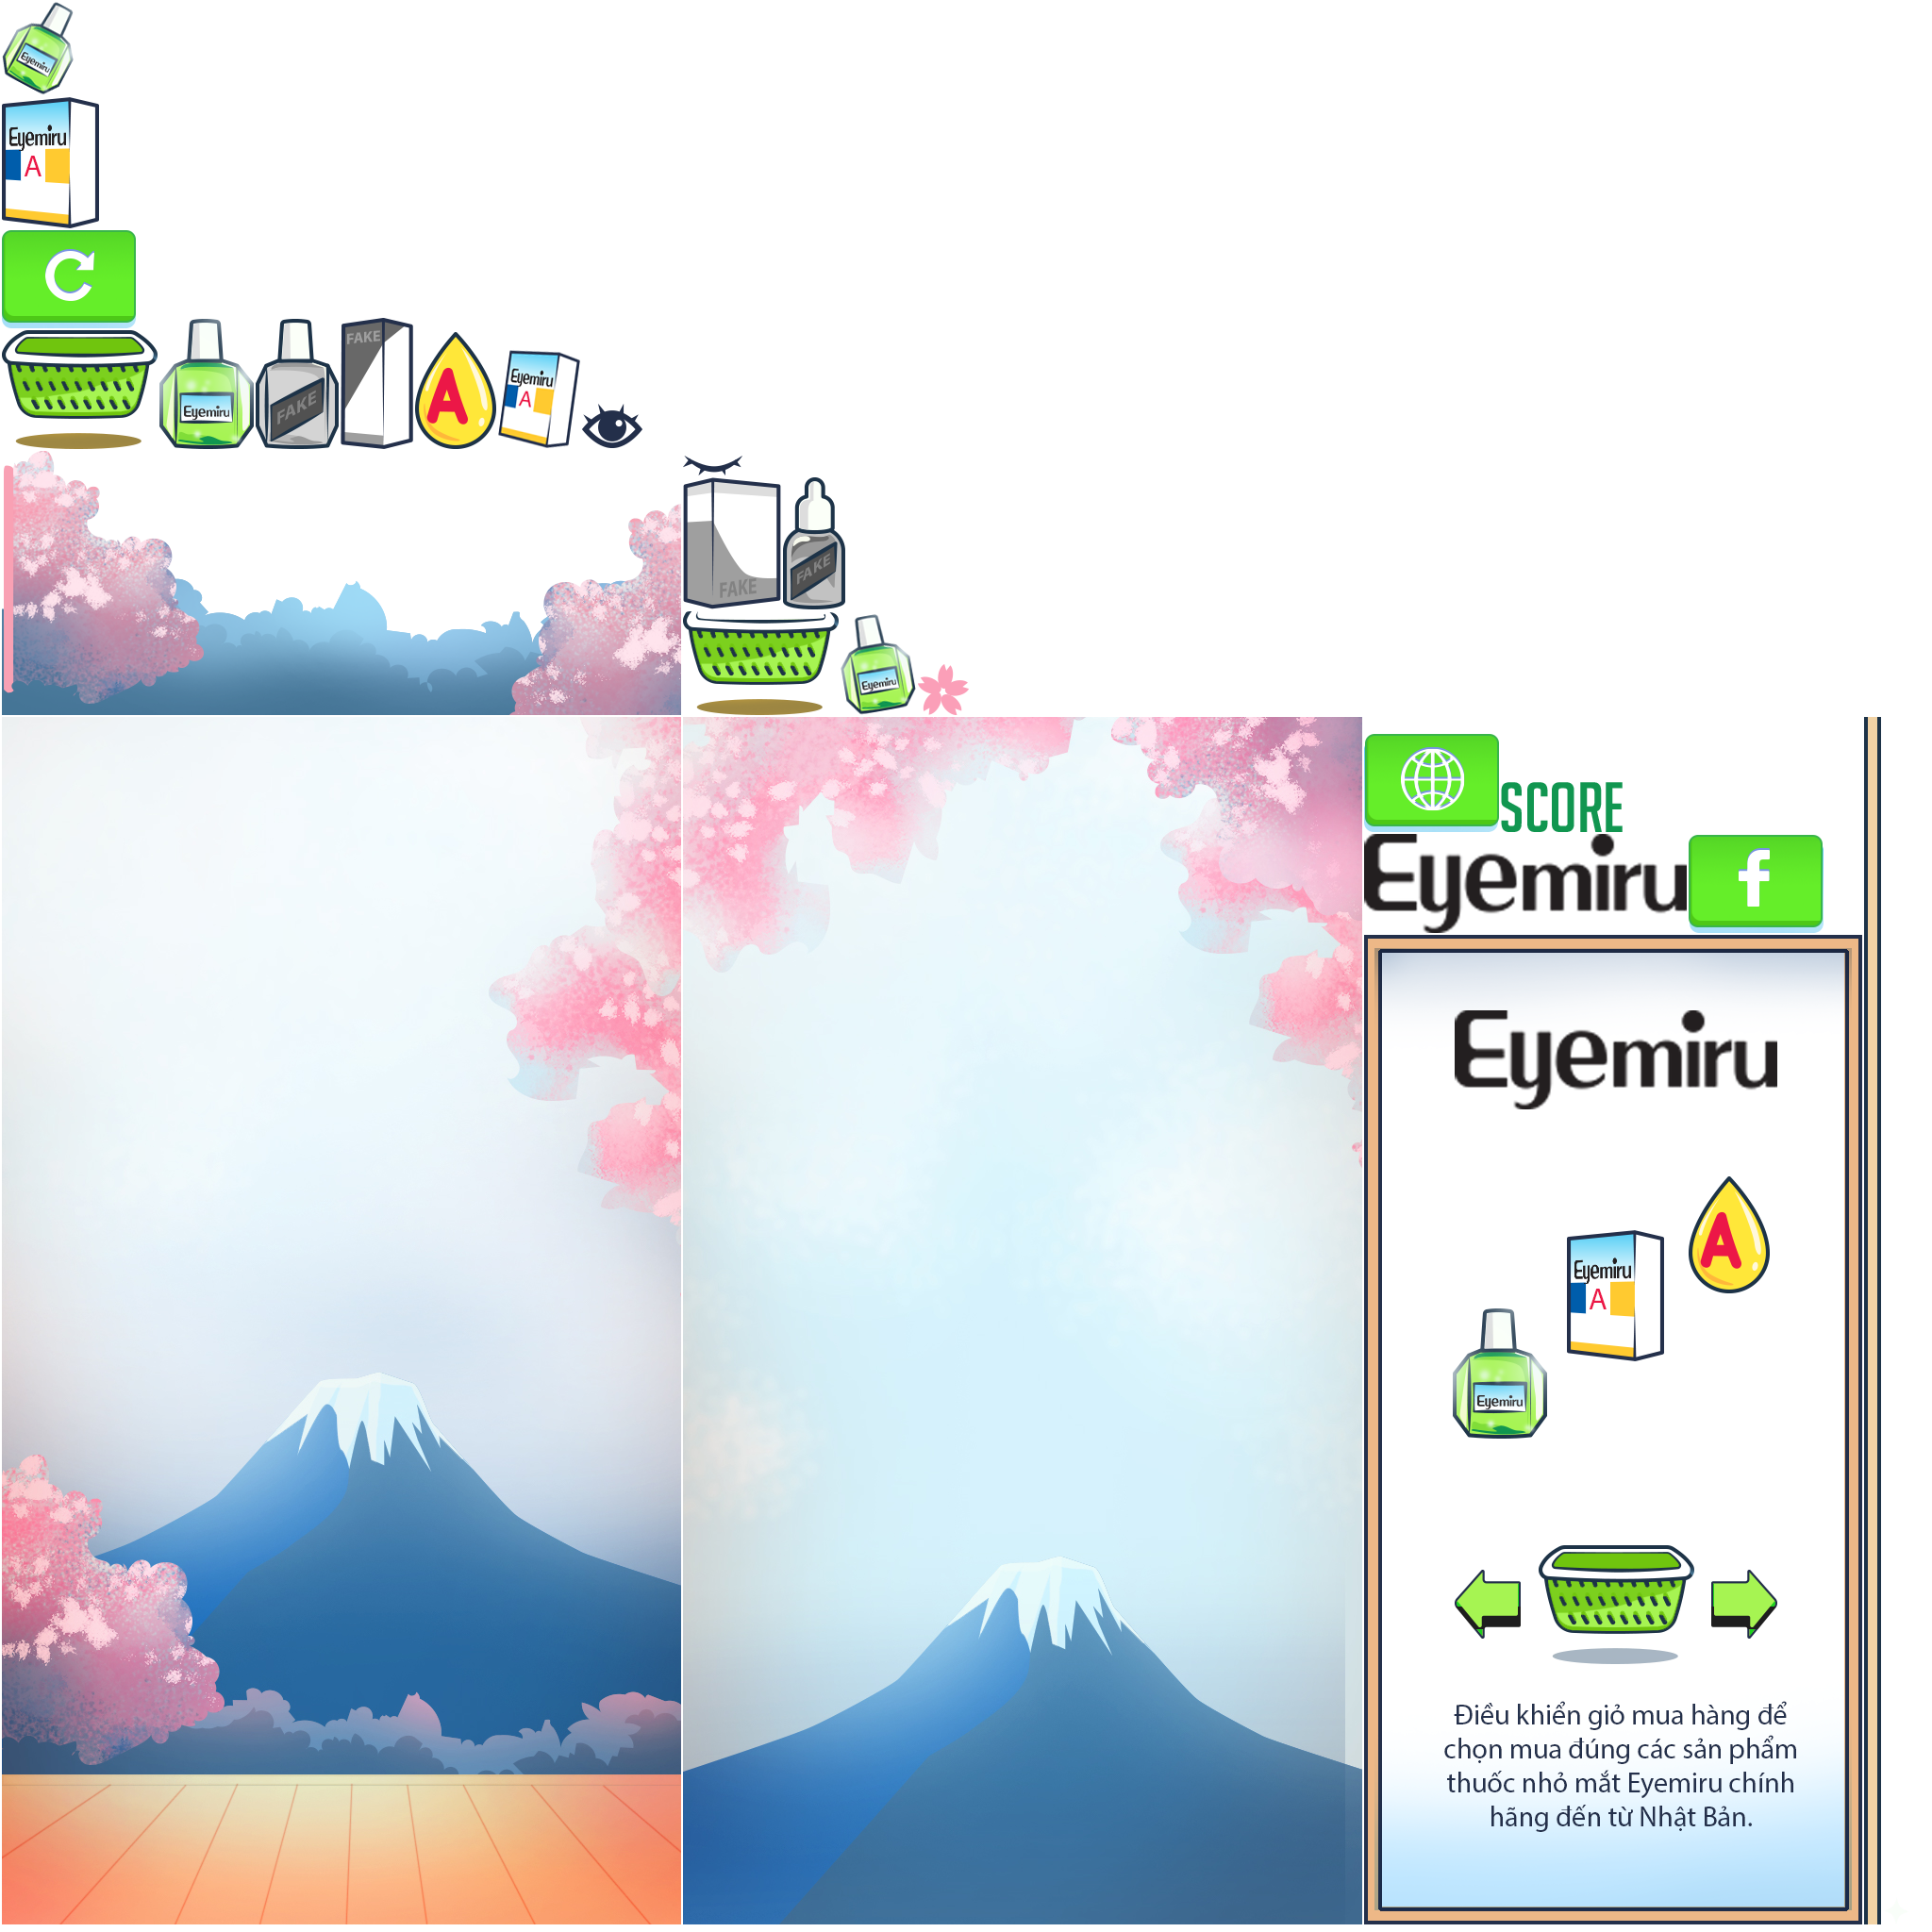 Eyemiru
Eyemiru
A
Eyemiru
FAKE
FAKE
A
Eyemiru
A
FAKE
FAKE
Eyemiru
SCORE
Eyemiru
f
Eyemiru
A
Eyemiru
A
Eyemiru
Điều khiển giỏ mua hàng để
chọn mua đúng các sản phẩm
thuốc nhỏ mắt Eyemiru chính
hãng đến từ Nhật Bản.